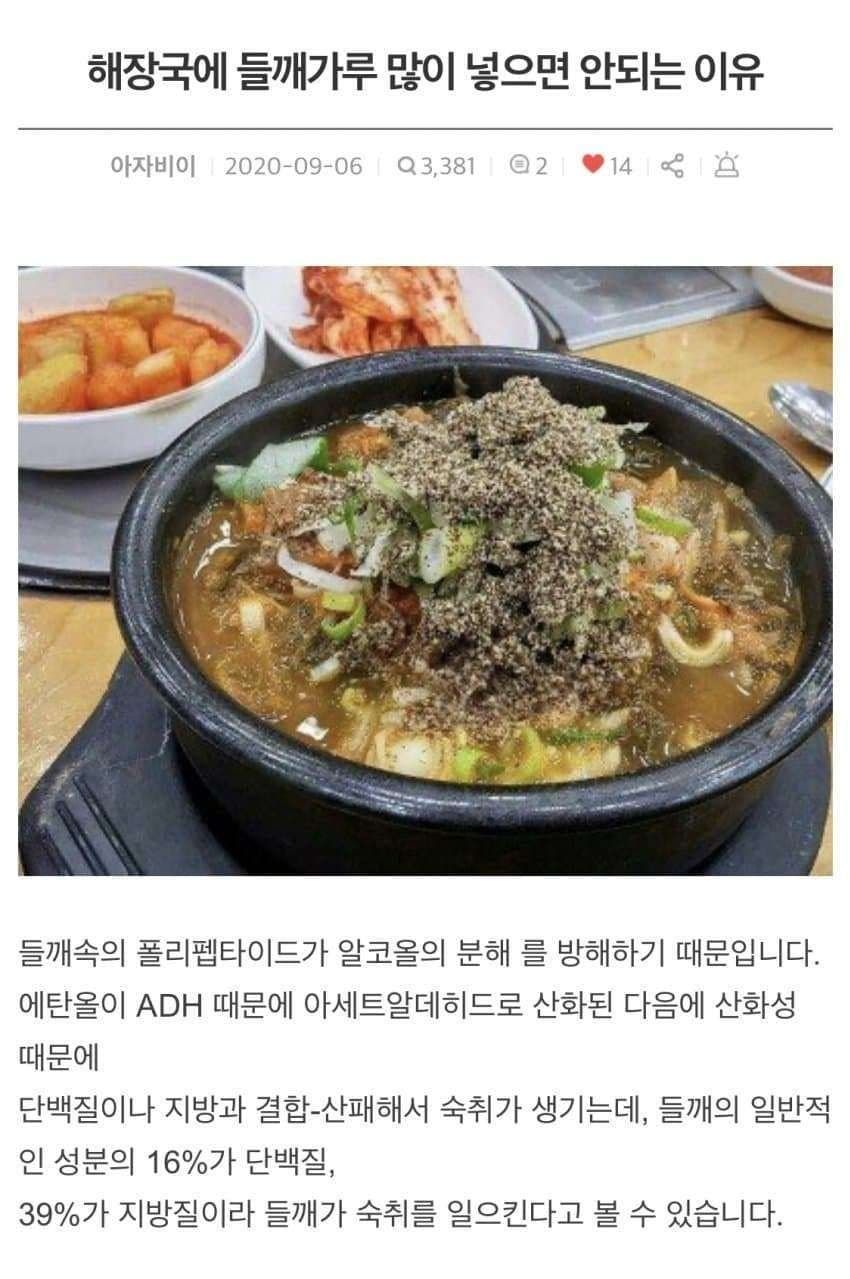 해장국에 들깨가루 많이 넣으면 안되는 이유
아자비이 2020-09-06 3,381 2 14
들깨속의 폴리펩타이드가 알코올의 분해 를 방해하기 때문입니다.
에탄올이 ADH 때문에 아세트알데히드로 산화된 다음에 산화성
때문에
단백질이나 지방과 결합-산패해서 숙취가 생기는데, 들깨의 일반적
인 성분의 16%가 단백질,
39%가 지방질이라 들깨가 숙취를 일으킨다고 볼 수 있습니다.